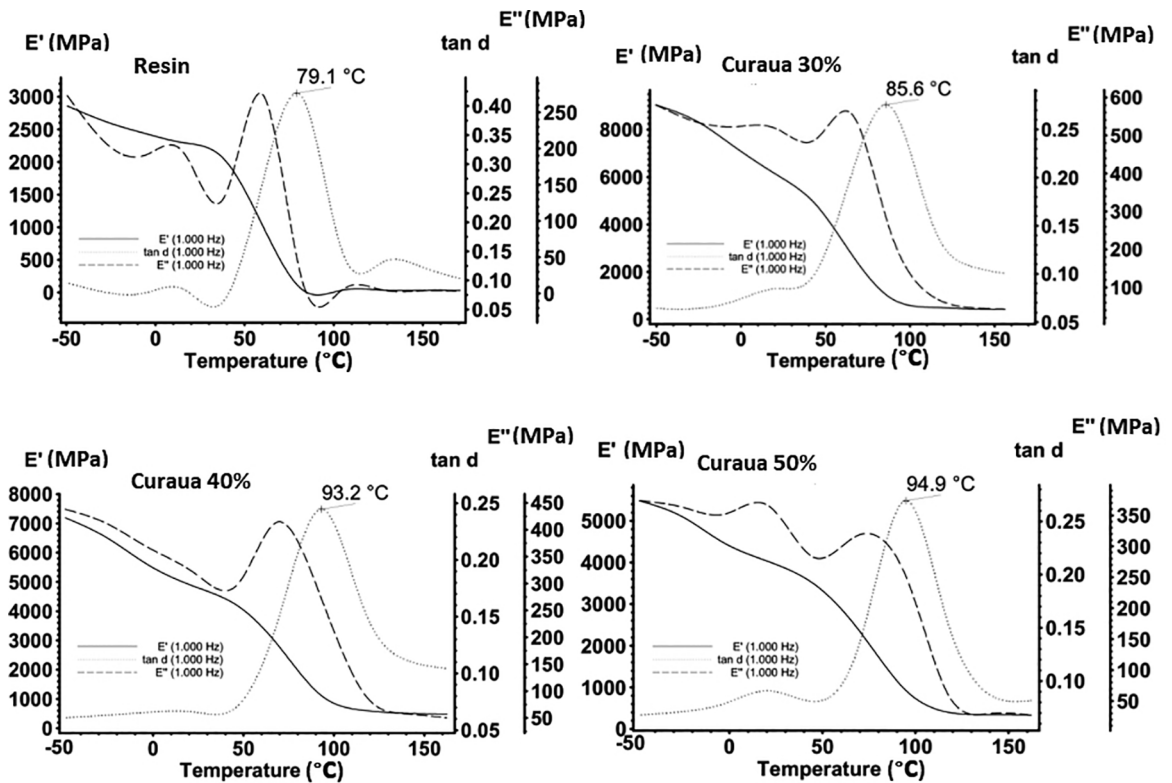 E' (MPa)
Resin
tan d
E" (MPa)
79.1 °C
3000
2500
2000
1500
1000
500
0
0.40
0.35
0.30
0.25
0.20
0.15
0.10
0.05
250
200
150
100
50
0
E' (1.000 Hz)
tan d (1.000 Hz)
E" (1.000 Hz)
-50
0
50
100
150
Temperature (°C)
E' (MPa)
Curaua 30%
tan d
E" (MPa)
85.6 °C
8000
6000
4000
2000
0
0.25
0.20
0.15
0.10
0.05
600
500
400
300
200
100
E' (1.000 Hz)
tan d (1.000 Hz)
E" (1.000 Hz)
-50
0
50
100
150
Temperature (°C)
E' (MPa)
Curaua 40%
tan d
E" (MPa)
93.2 °C
8000
7000
6000
5000
4000
3000
2000
1000
0
0.25
0.20
0.15
0.10
0.05
450
400
350
300
250
200
150
100
50
E' (1.000 Hz)
tan d (1.000 Hz)
E" (1.000 Hz)
-50
0
50
100
150
Temperature (°C)
E' (MPa)
Curaua 50%
tan d
E" (MPa)
94.9 °C
5000
4000
3000
2000
1000
0
0.25
0.20
0.15
0.10
350
300
250
200
150
100
50
E' (1.000 Hz)
tan d (1.000 Hz)
E" (1.000 Hz)
-50
0
50
100
150
Temperature (°C)